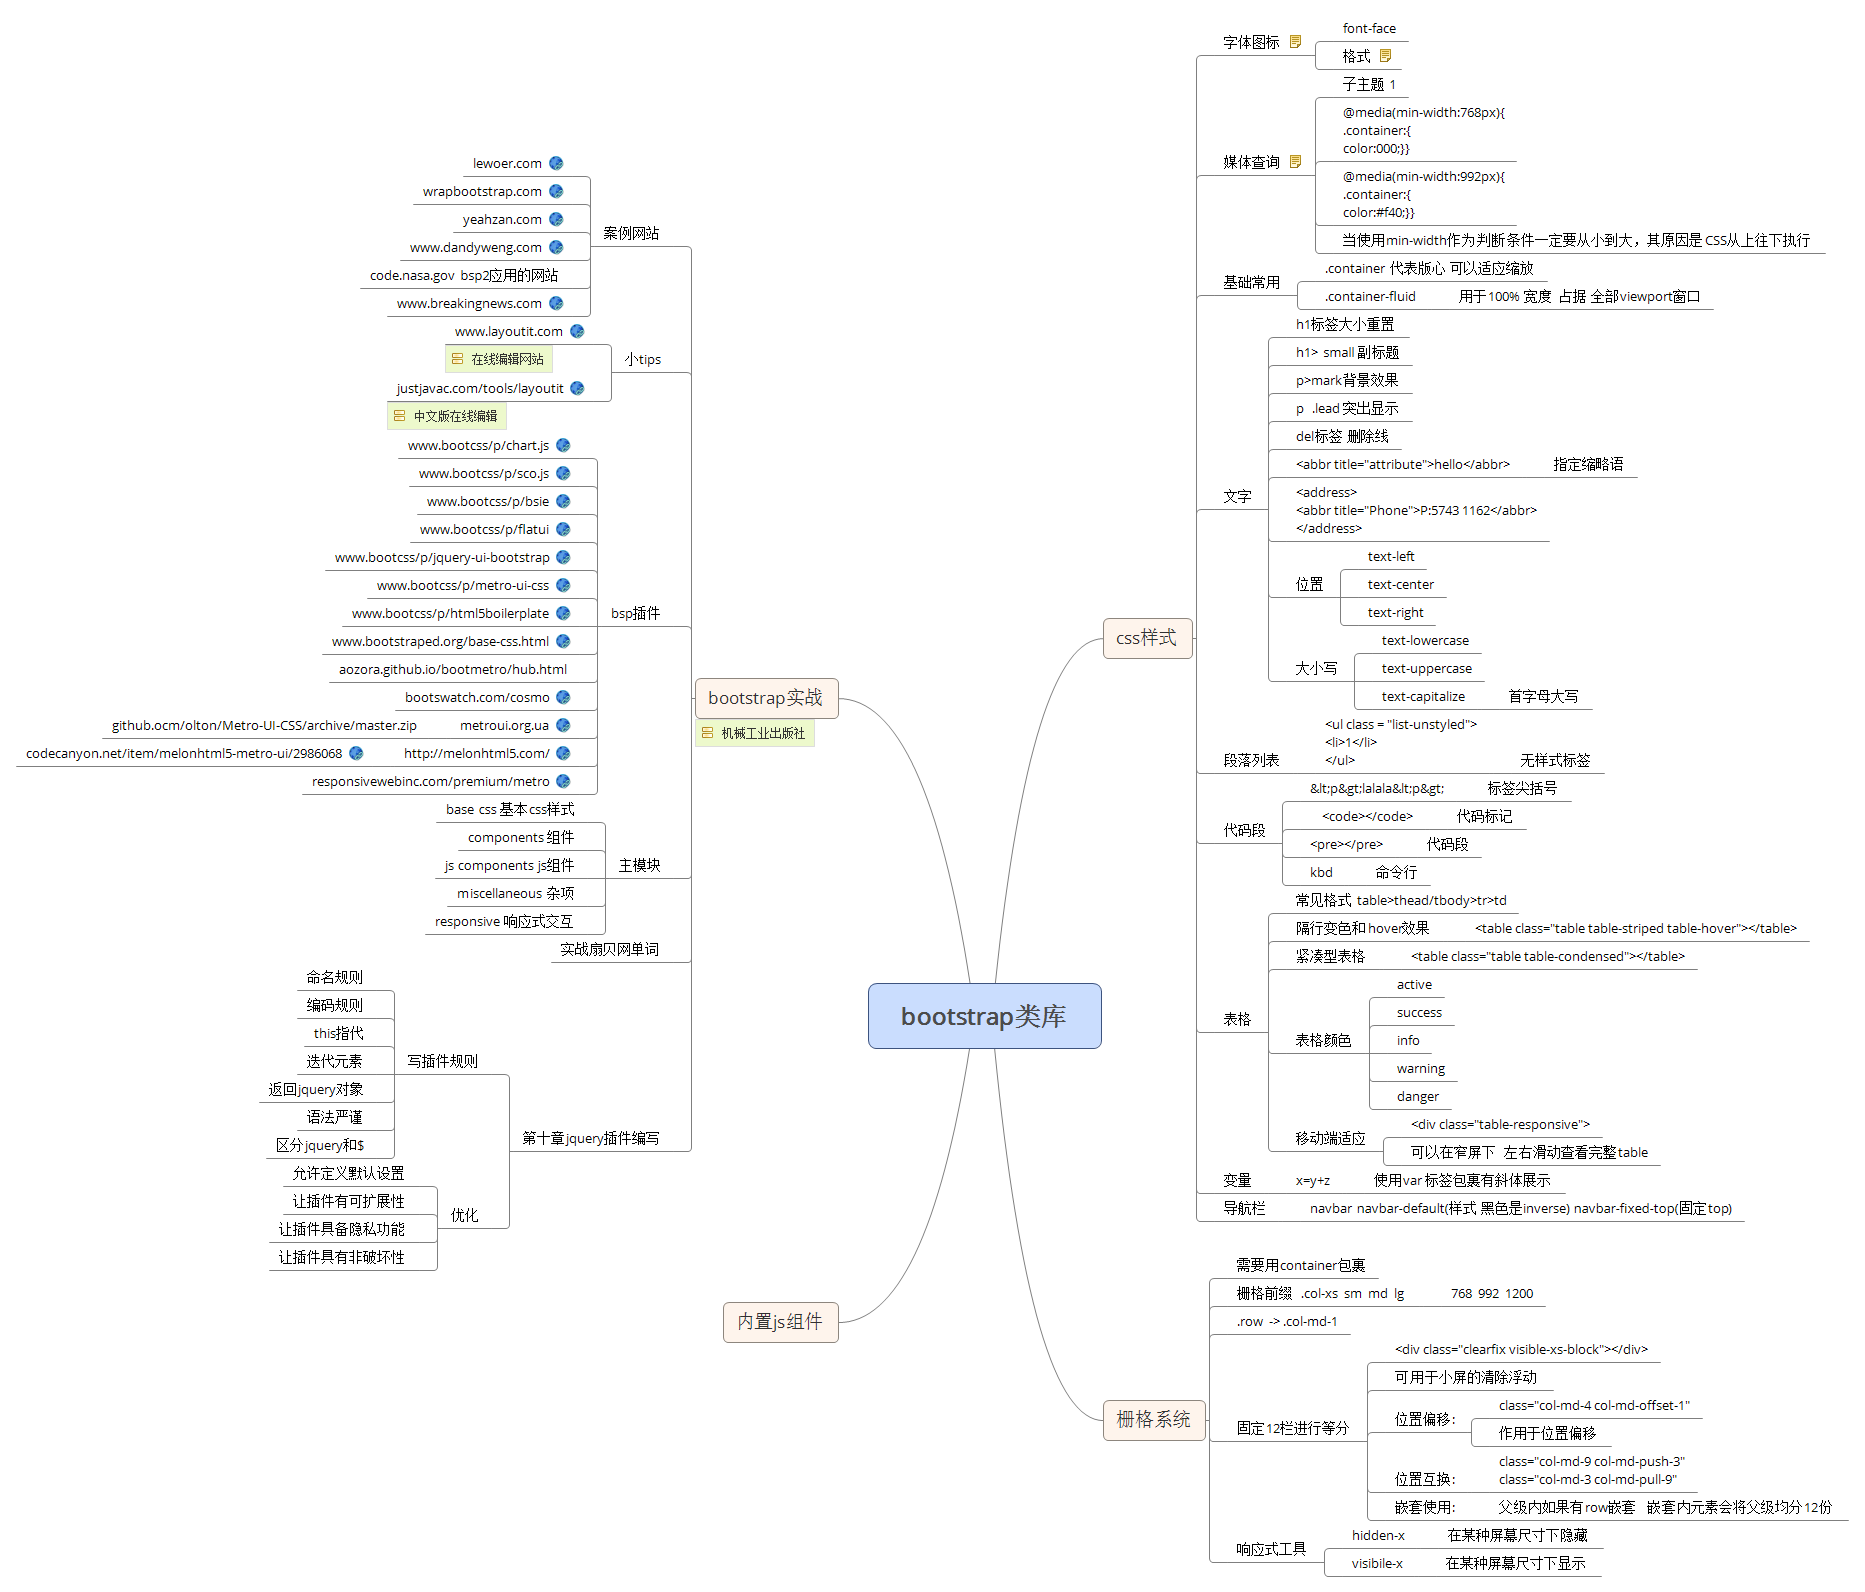 bootstrap类库
css样式
字体图标
font-face
格式
媒体查询
子主题 1
@media(min-width:768px){
.container:{
color:000;}}
@media(min-width:992px){
.container:{
color:#f40;}}
当使用min-width作为判断条件一定要从小到大，其原因是CSS从上往下执行
基础常用
.container 代表版心 可以适应缩放
.container-fluid 用于100% 宽度 占据 全部viewport窗口
文字
h1标签大小重置
h1> small 副标题
p>mark背景效果
p .lead 突出显示
del标签 删除线
<abbr title="attribute">hello</abbr> 指定缩略语
<address>
<abbr title="Phone">P:5743 1162</abbr>
</address>
位置
text-left
text-center
text-right
大小写
text-lowercase
text-uppercase
text-capitalize 首字母大写
段落列表
<ul class = "list-unstyled">
<li>1</li>
</ul> 无样式标签
代码段
&lt;p&gt;lalala&lt;p&gt; 标签尖括号
<code></code> 代码标记
<pre></pre> 代码段
kbd 命令行
表格
常见格式 table>thead/tbody>tr>td
隔行变色和hover效果 <table class="table table-striped table-hover"></table>
紧凑型表格 <table class="table table-condensed"></table>
表格颜色
active
success
info
warning
danger
移动端适应
<div class="table-responsive">
可以在窄屏下 左右滑动查看完整table
变量 x=y+z 使用var 标签包裹有斜体展示
导航栏 navbar navbar-default(样式 黑色是inverse) navbar-fixed-top(固定top)
栅格系统
需要用container包裹
栅格前缀 .col-xs sm md lg 768 992 1200
.row -> .col-md-1
固定12栏进行等分
<div class="clearfix visible-xs-block"></div>
可用于小屏的清除浮动
位置偏移:
class="col-md-4 col-md-offset-1"
作用于位置偏移
位置互换:
class="col-md-9 col-md-push-3"
class="col-md-3 col-md-pull-9"
嵌套使用: 父级内如果有row嵌套 嵌套内元素会将父级均分12份
响应式工具
hidden-x 在某种屏幕尺寸下隐藏
visibile-x 在某种屏幕尺寸下显示
bootstrap实战
机械工业出版社
案例网站
lewoer.com
wrapbootstrap.com
yeahzan.com
www.dandyweng.com
code.nasa.gov bsp2应用的网站
www.breakingnews.com
小tips
www.layoutit.com
在线编辑网站
justjavac.com/tools/layoutit
中文版在线编辑
bsp插件
www.bootcss/p/chart.js
www.bootcss/p/sco.js
www.bootcss/p/bsie
www.bootcss/p/flatui
www.bootcss/p/jquery-ui-bootstrap
www.bootcss/p/metro-ui-css
www.bootcss/p/html5boilerplate
www.bootstraped.org/base-css.html
aozora.github.io/bootmetro/hub.html
bootswatch.com/cosmo
github.ocm/olton/Metro-UI-CSS/archive/master.zip metroui.org.ua
codecanyon.net/item/melonhtml5-metro-ui/2986068 http://melonhtml5.com/
responsivewebinc.com/premium/metro
主模块
base css 基本css样式
components 组件
js components js组件
miscellaneous 杂项
responsive 响应式交互
实战扇贝网单词
第十章jquery插件编写
写插件规则
命名规则
编码规则
this指代
迭代元素
返回jquery对象
语法严谨
区分jquery和$
优化
允许定义默认设置
让插件有可扩展性
让插件具备隐私功能
让插件具有非破坏性
内置js组件